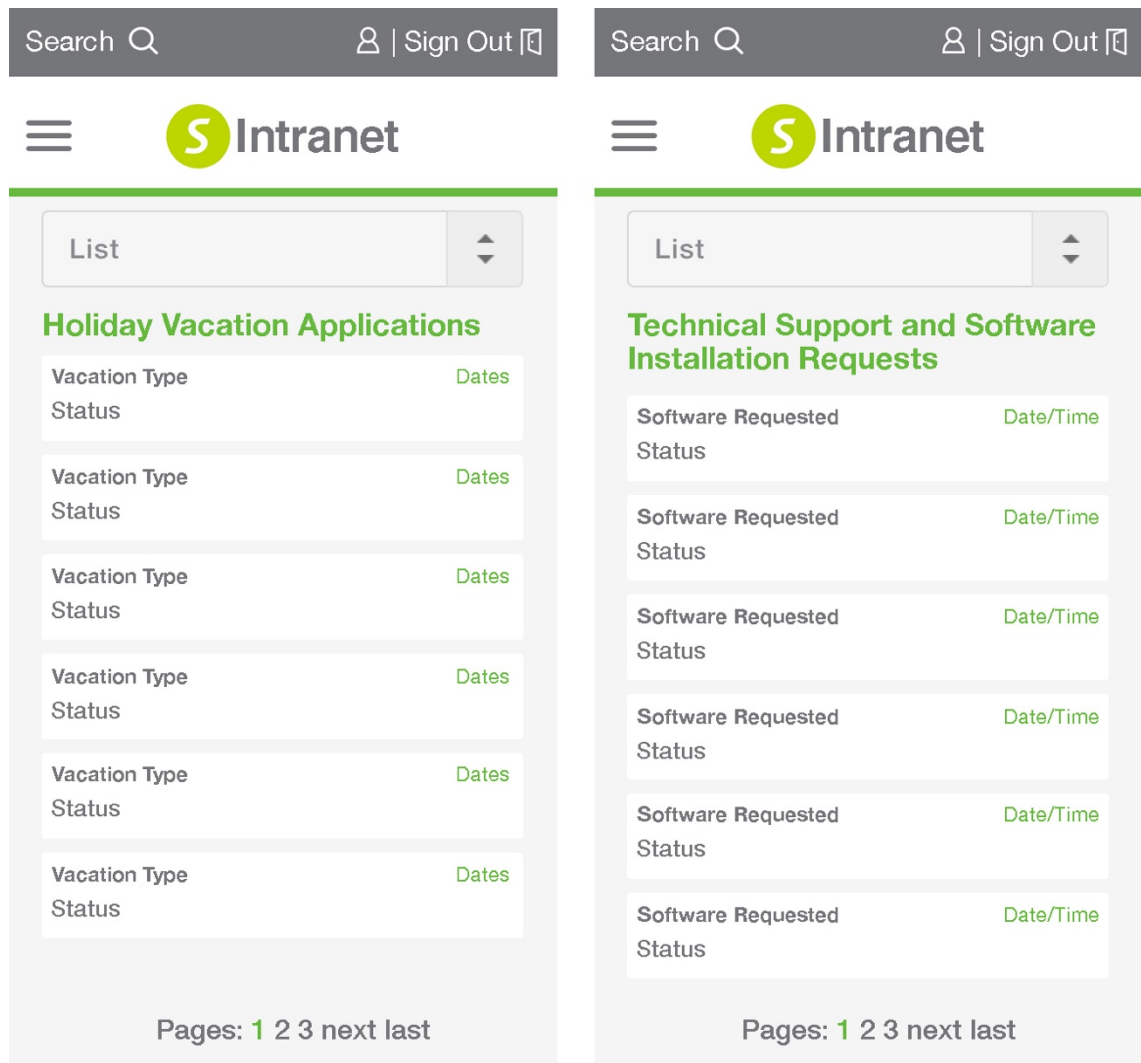 Search | Sign Out
S Intranet
List
Holiday Vacation Applications
Vacation Type Dates
Status
Vacation Type Dates
Status
Vacation Type Dates
Status
Vacation Type Dates
Status
Vacation Type Dates
Status
Vacation Type Dates
Status
Pages: 1 2 3 next last
Search | Sign Out
S Intranet
List
Technical Support and Software
Installation Requests
Software Requested Date/Time
Status
Software Requested Date/Time
Status
Software Requested Date/Time
Status
Software Requested Date/Time
Status
Software Requested Date/Time
Status
Software Requested Date/Time
Status
Pages: 1 2 3 next last